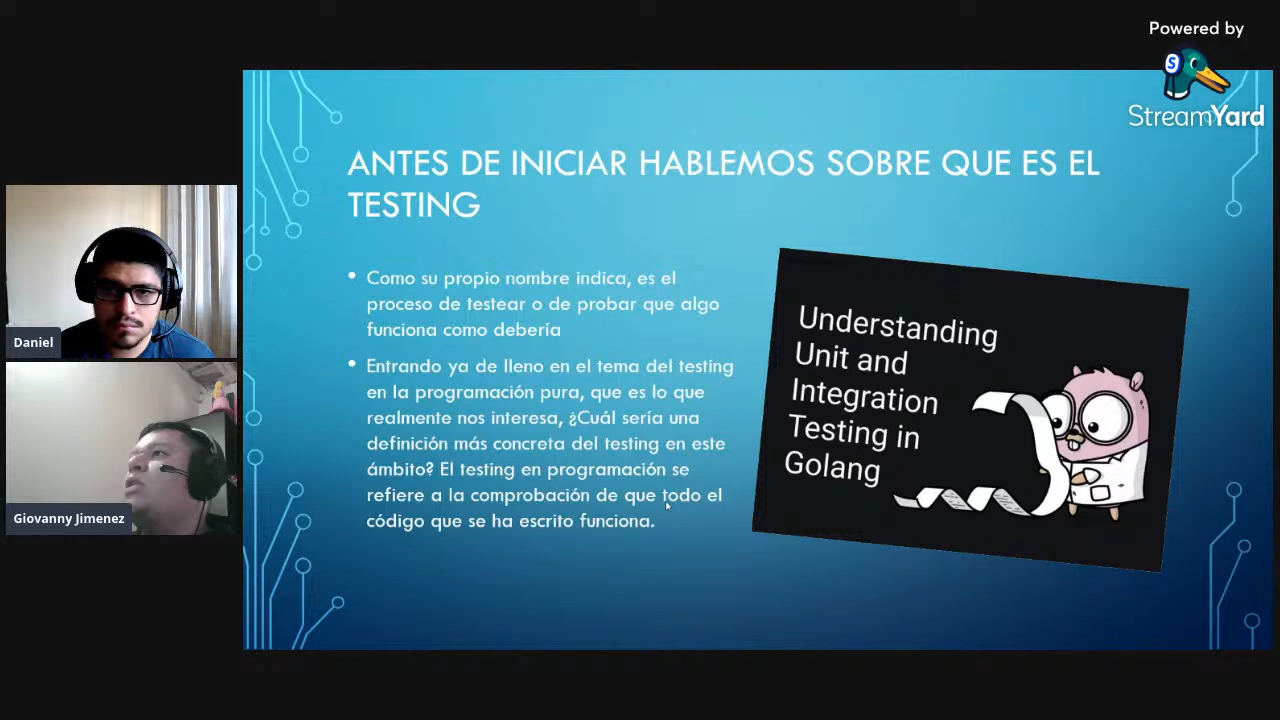 Powered by
StreamYard
ANTES DE INICIAR HABLEMOS SOBRE QUE ES EL
TESTING
• Como su propio nombre indica, es el
proceso de testear o de probar que algo
funciona como debería
• Entrando ya de lleno en el tema del testing
en la programación pura, que es lo que
realmente nos interesa, ¿Cuál sería una
definición más concreta del testing en este
ámbito? El testing en programación se
refiere a la comprobación de que todo el
código que se ha escrito funciona.
Understanding
Unit and
Integration
Testing in
Golang
Daniel
Giovanny Jimenez